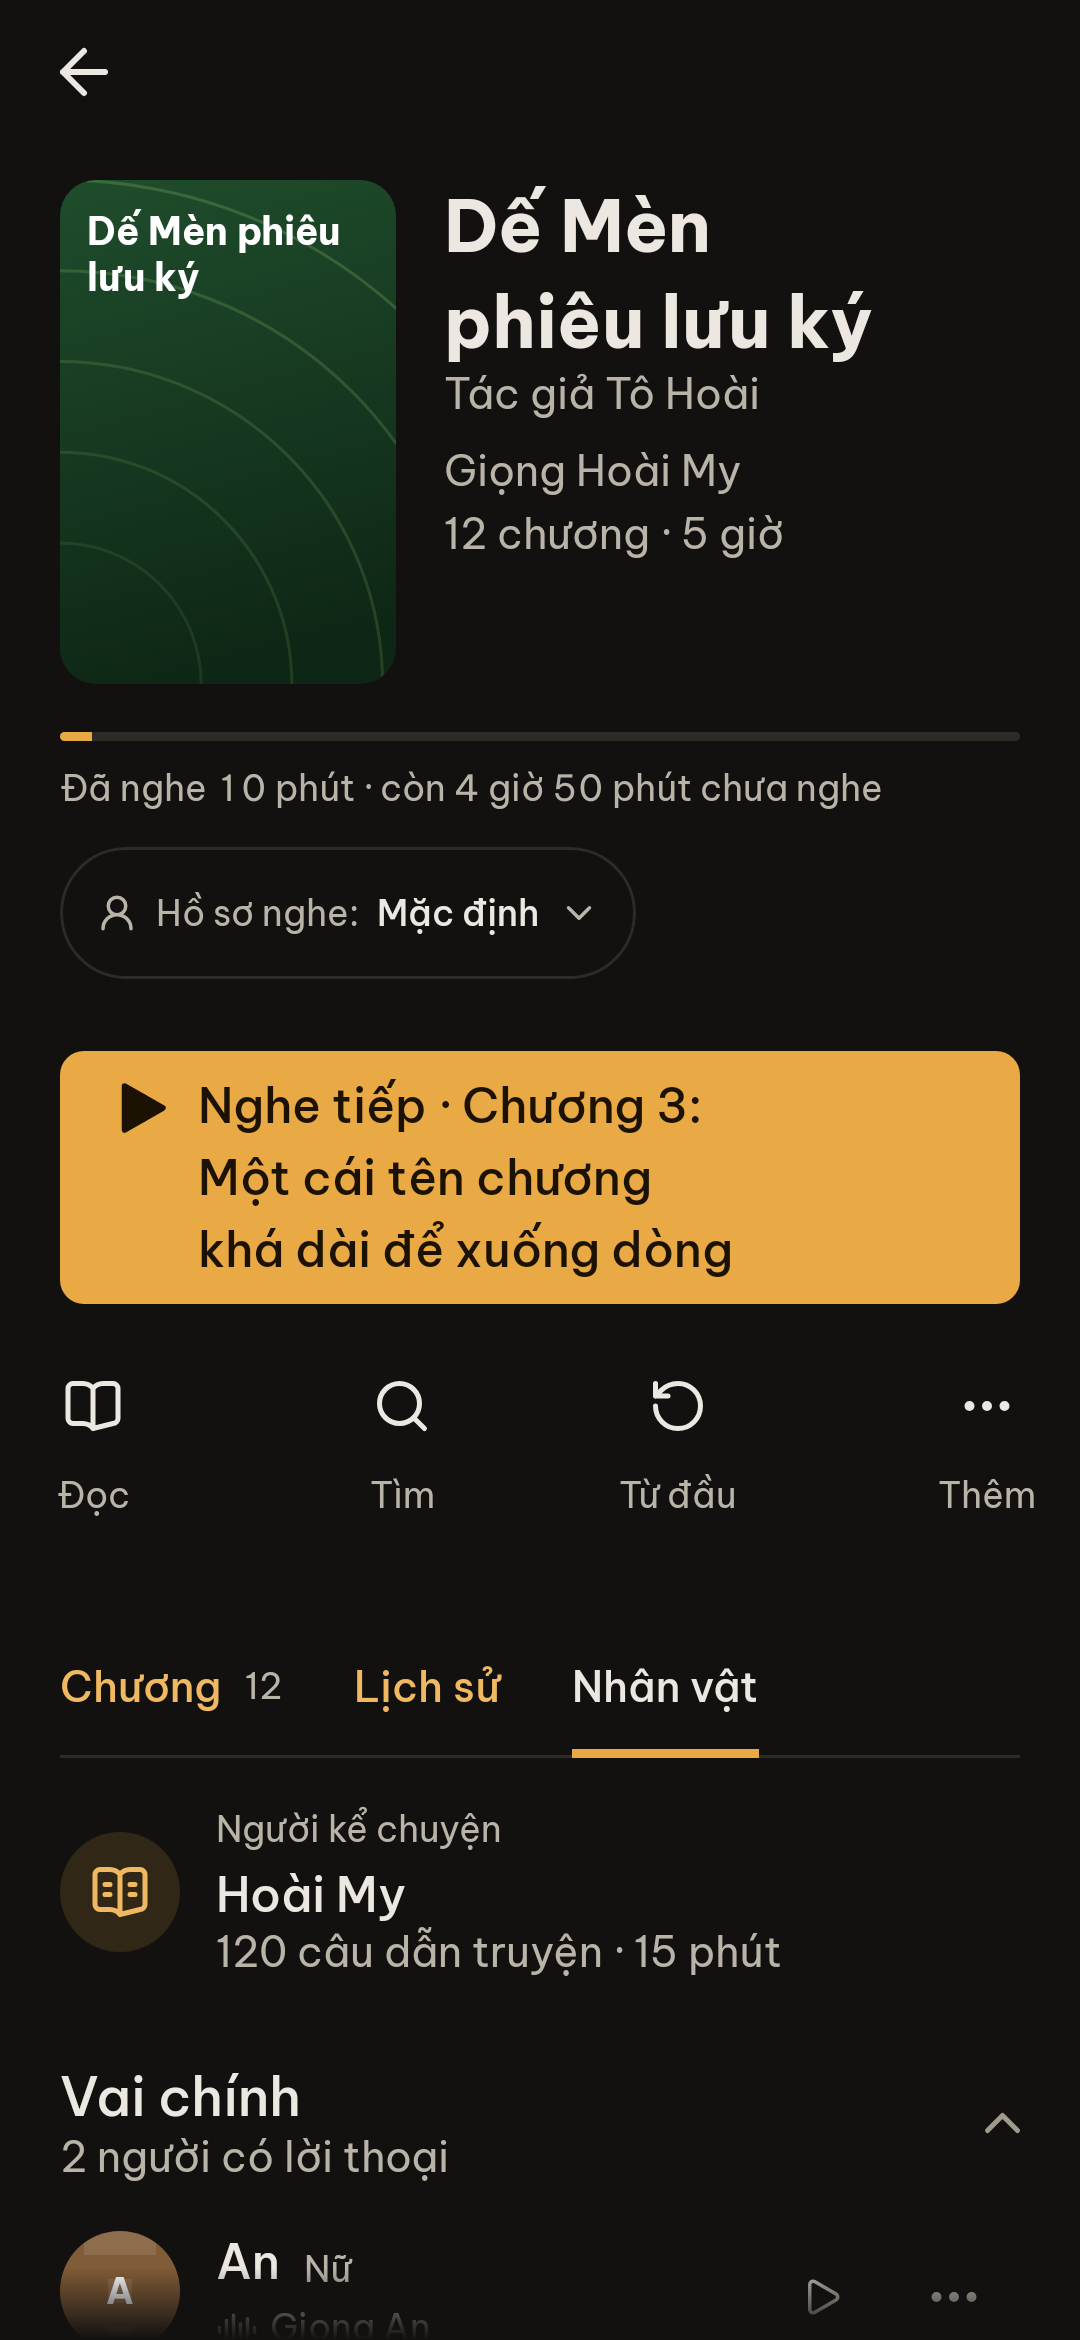 Dế Mèn phiêu
lưu ký
Dế Mèn
phiêu lưu ký
Tác giả Tô Hoài
Giọng Hoài My
12 chương · 5 giờ
Đã nghe 10 phút · còn 4 giờ 50 phút chưa nghe
Hồ sơ nghe: Mặc định
Nghe tiếp · Chương 3:
Một cái tên chương
khá dài để xuống dòng
Đọc
Tìm
Từ đầu
Thêm
Chương 12 Lịch sử Nhân vật
Người kể chuyện
Hoài My
120 câu dẫn truyện · 15 phút
Vai chính
2 người có lời thoại
A
An Nữ
Giọng An